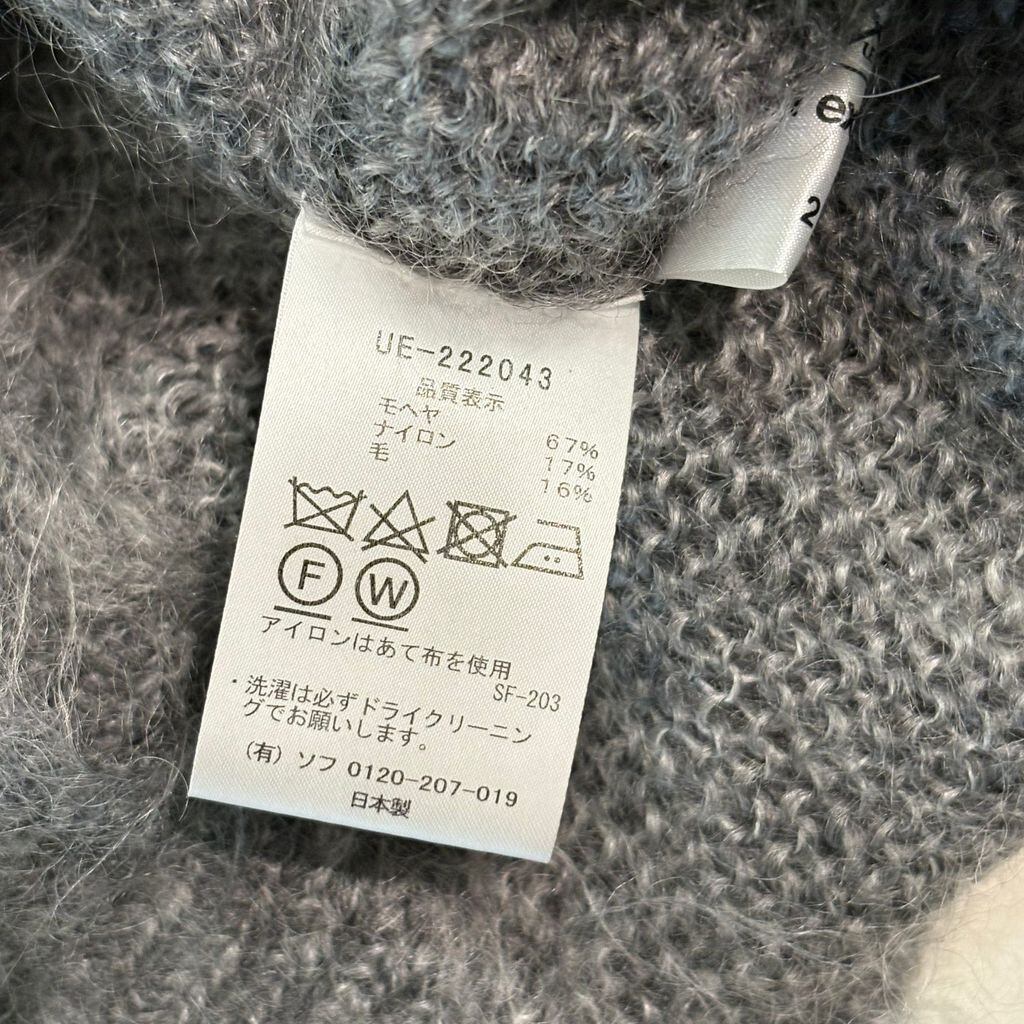 ex
2
UE-222043
品質表示
モヘヤ 67%
ナイロン 17%
毛 16%
F W
アイロンはあて布を使用
SF-203
・洗濯は必ずドライクリーニン
グでお願いします。
(有) ソフ 0120-207-019
日本製